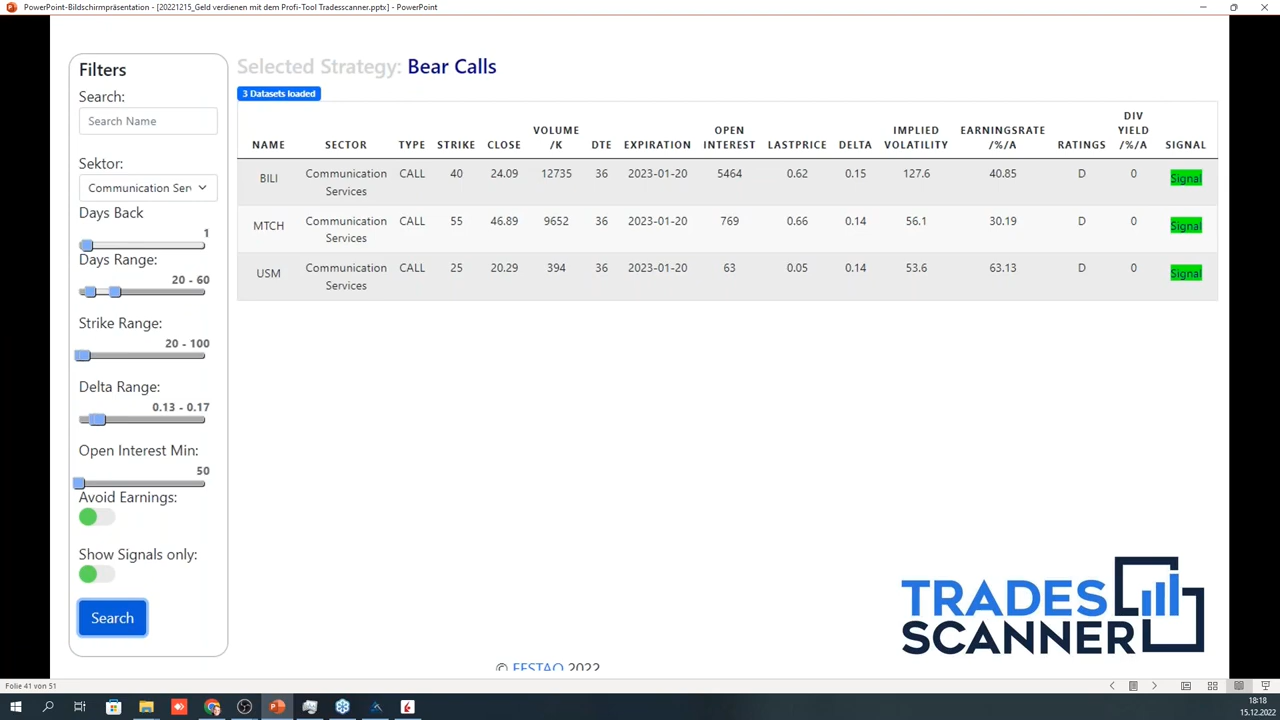 PowerPoint-Bildschirmpräsentation - [20221215_Geld verdienen mit dem Profi-Tool Tradesscanner.pptx] - PowerPoint
Filters
Search:
Search Name
Sektor:
Communication Serv
Days Back
1
Days Range:
20 - 60
Strike Range:
20 - 100
Delta Range:
0.13 - 0.17
Open Interest Min:
50
Avoid Earnings:
Show Signals only:
Search
Selected Strategy: Bear Calls
3 Datasets loaded
NAME SECTOR TYPE STRIKE CLOSE VOLUME /K DTE EXPIRATION OPEN INTEREST LASTPRICE DELTA IMPLIED VOLATILITY EARNINGSRATE /%/A RATINGS DIV YIELD /%/A SIGNAL
BILI Communication Services CALL 40 24.09 12735 36 2023-01-20 5464 0.62 0.15 127.6 40.85 D 0 Signal
MTCH Communication Services CALL 55 46.89 9652 36 2023-01-20 769 0.66 0.14 56.1 30.19 D 0 Signal
USM Communication Services CALL 25 20.29 394 36 2023-01-20 63 0.05 0.14 53.6 63.13 D 0 Signal
TRADES
SCANNER
© EESTAQ 2022
Folie 41 von 51
18:18
15.12.2022